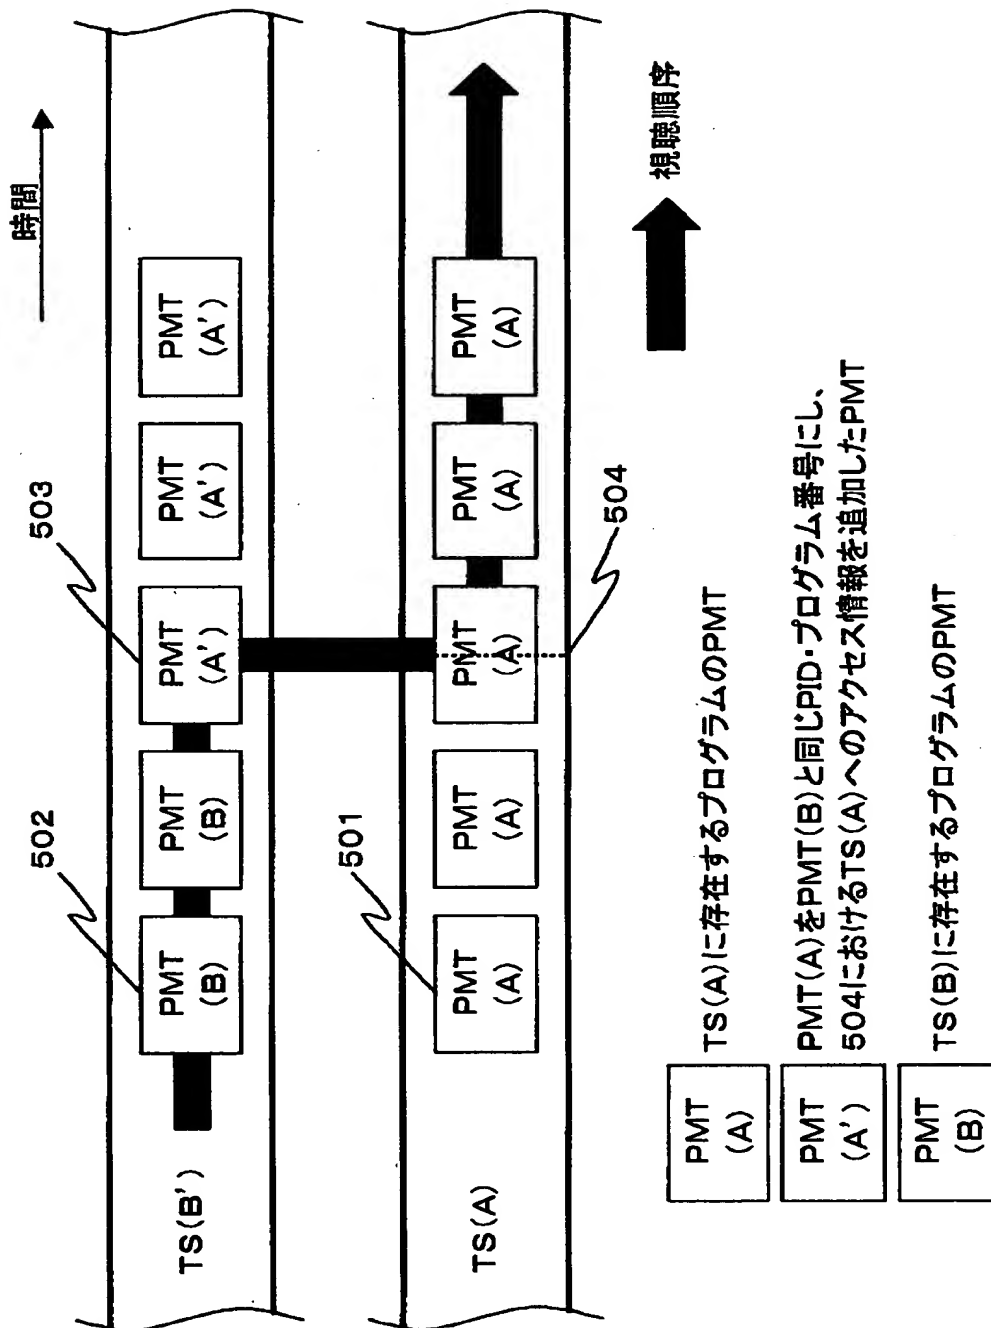 時間
503
502
PMT
(B)
PMT
(B)
PMT
(A')
PMT
(A')
PMT
(A')
TS(B')
501
PMT
(A)
PMT
(A)
PMT
(A)
PMT
(A)
PMT
(A)
TS(A)
504
視聴順序
PMT
(A)
TS(A)に存在するプログラムのPMT
PMT
(A')
PMT(A)をPMT(B)と同じPID・プログラム番号にし、
504におけるTS(A)へのアクセス情報を追加したPMT
PMT
(B)
TS(B)に存在するプログラムのPMT